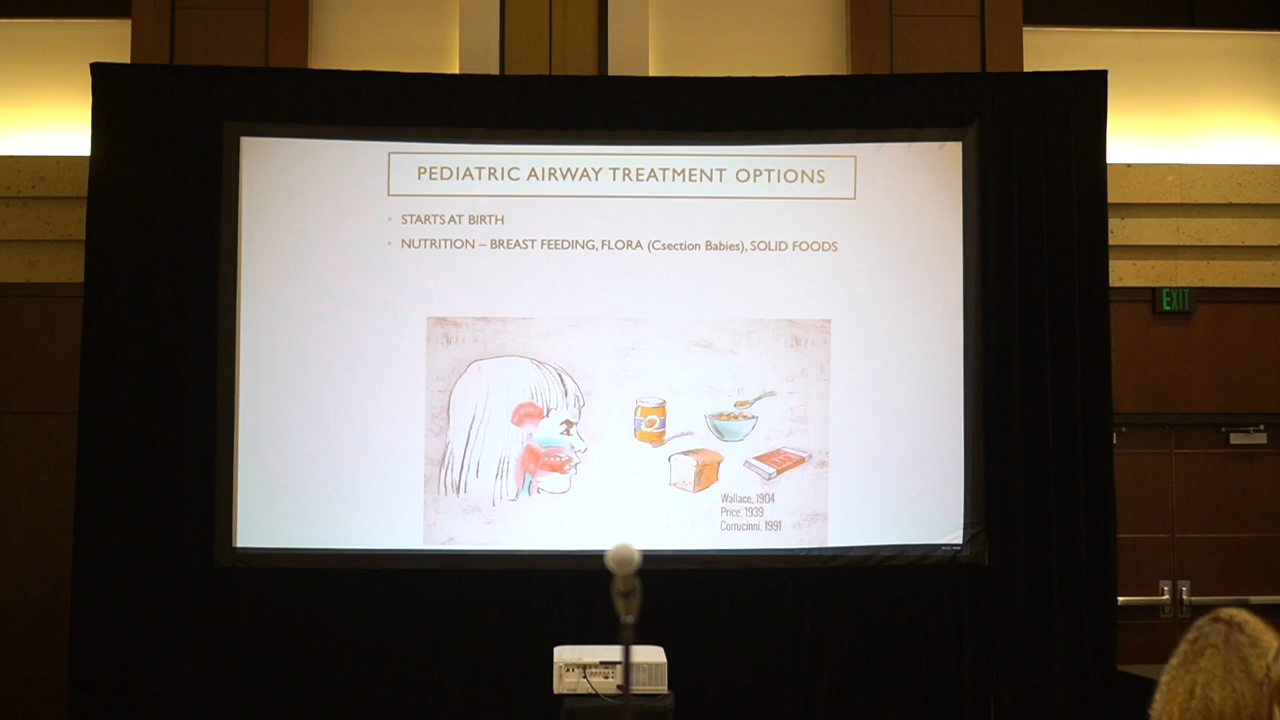 PEDIATRIC AIRWAY TREATMENT OPTIONS
• STARTS AT BIRTH
• NUTRITION – BREAST FEEDING, FLORA (Csection Babies), SOLID FOODS
EXIT
Wallace, 1904
Price, 1939
Corrucinni, 1991